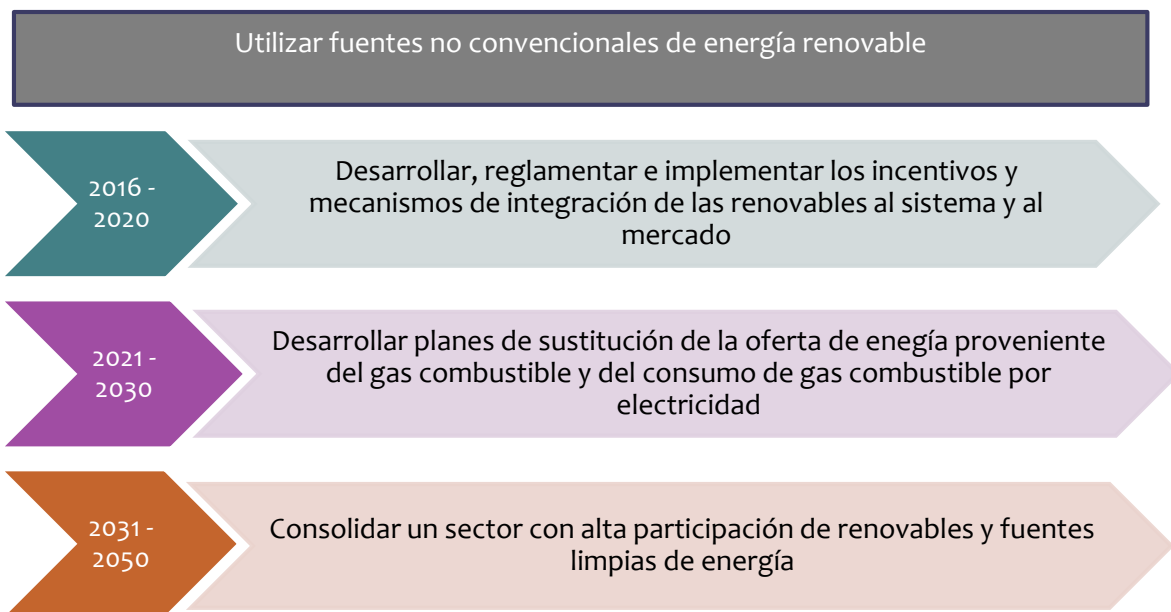 Utilizar fuentes no convencionales de energía renovable
2016 -
2020
Desarrollar, reglamentar e implementar los incentivos y
mecanismos de integración de las renovables al sistema y al
mercado
2021 -
2030
Desarrollar planes de sustitución de la oferta de enegía proveniente
del gas combustible y del consumo de gas combustible por
electricidad
2031 -
2050
Consolidar un sector con alta participación de renovables y fuentes
limpias de energía